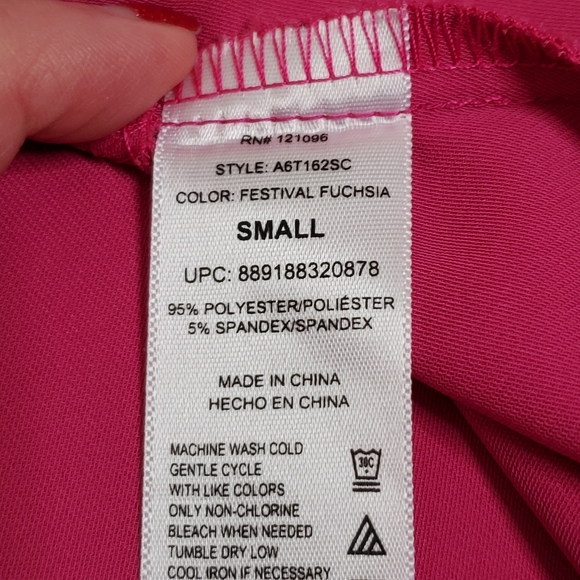 RN# 121096
STYLE: A6T162SC
COLOR: FESTIVAL FUCHSIA
SMALL
UPC: 889188320878
95% POLYESTER/POLIÉSTER
5% SPANDEX/SPANDEX
MADE IN CHINA
HECHO EN CHINA
MACHINE WASH COLD
GENTLE CYCLE
WITH LIKE COLORS
ONLY NON-CHLORINE
BLEACH WHEN NEEDED
TUMBLE DRY LOW
COOL IRON IF NECESSARY
30C